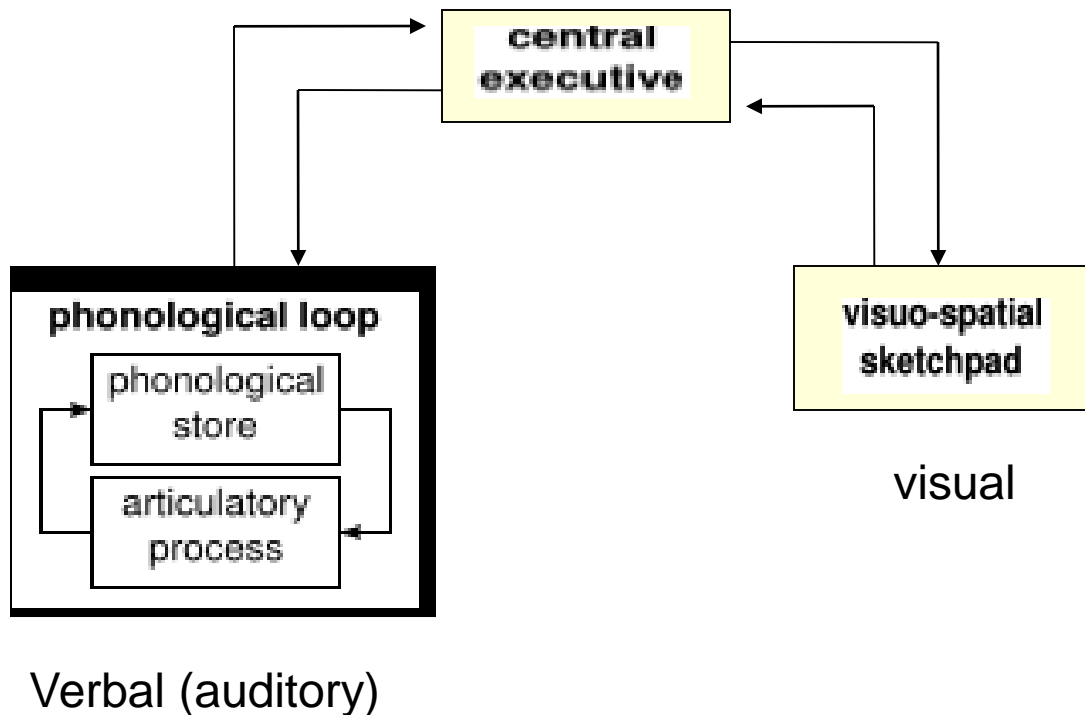 central
executive
phonological loop
phonological
store
articulatory
process
Verbal (auditory)
visuo-spatial
sketchpad
visual